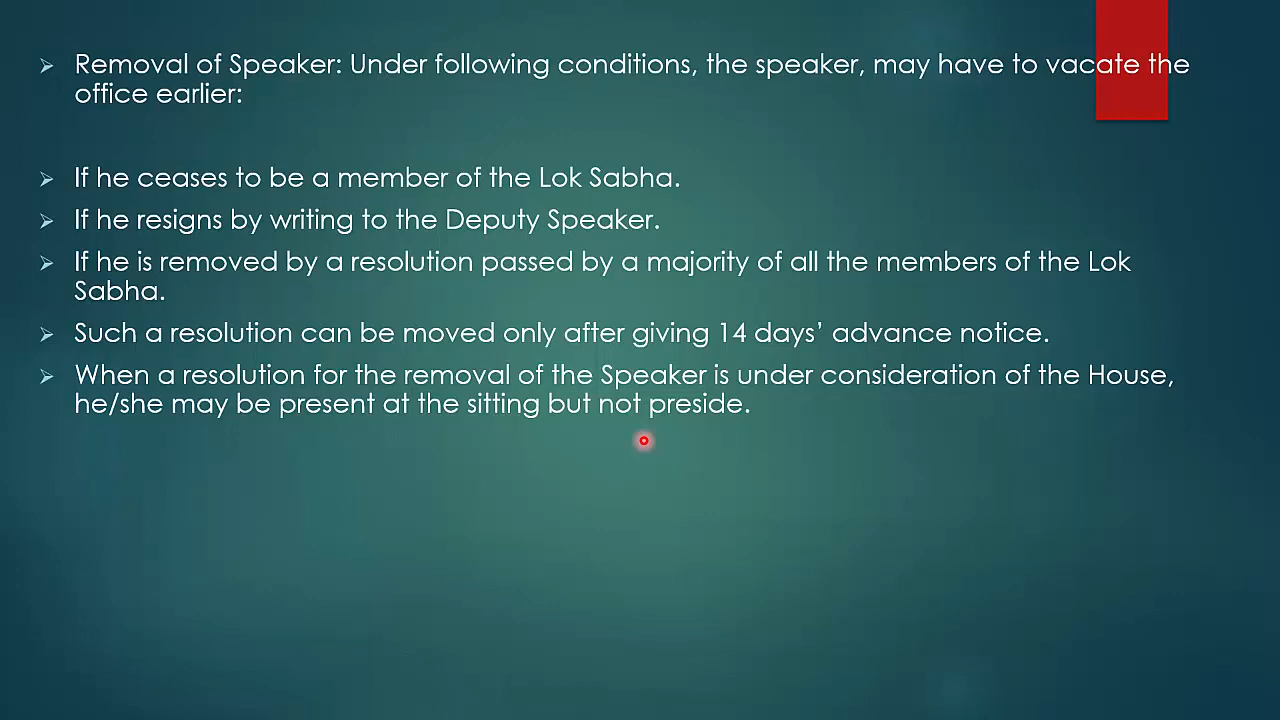 Removal of Speaker: Under following conditions, the speaker, may have to vacate the
office earlier:
If he ceases to be a member of the Lok Sabha.
If he resigns by writing to the Deputy Speaker.
If he is removed by a resolution passed by a majority of all the members of the Lok
Sabha.
Such a resolution can be moved only after giving 14 days’ advance notice.
When a resolution for the removal of the Speaker is under consideration of the House,
he/she may be present at the sitting but not preside.